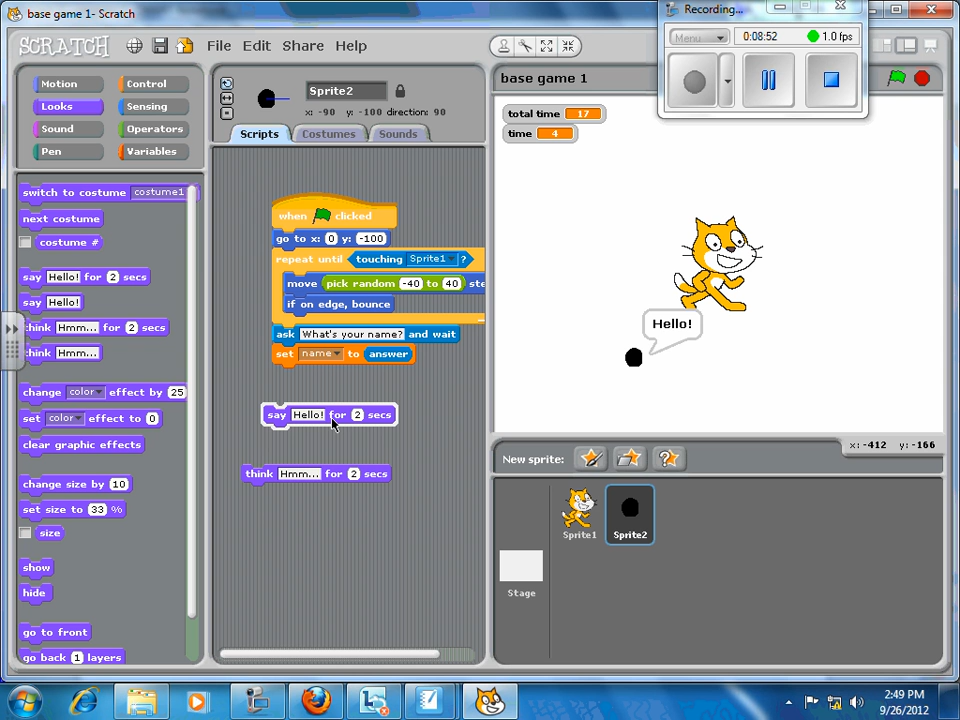 base game 1- Scratch
Recording...
Menu
0:08:52
1.0 fps
SCRATCH
File Edit Share Help
Motion
Control
Looks
Sensing
Sound
Operators
Pen
Variables
Sprite2
x: -90 y: -100 direction: 90
Scripts
Costumes
Sounds
base game 1
total time 17
time 4
switch to costume costume1
next costume
costume #
say Hello! for 2 secs
say Hello!
think Hmm... for 2 secs
think Hmm...
change color effect by 25
set color effect to 0
clear graphic effects
change size by 10
set size to 33 %
size
show
hide
go to front
go back 1 layers
when clicked
go to x: 0 y: -100
repeat until touching Sprite1 ?
move pick random -40 to 40 ste
if on edge, bounce
ask What's your name? and wait
set name to answer
say Hello! for 2 secs
think Hmm... for 2 secs
Hello!
x: -412 y: -166
New sprite:
Sprite1
Sprite2
Stage
2:49 PM
9/26/2012